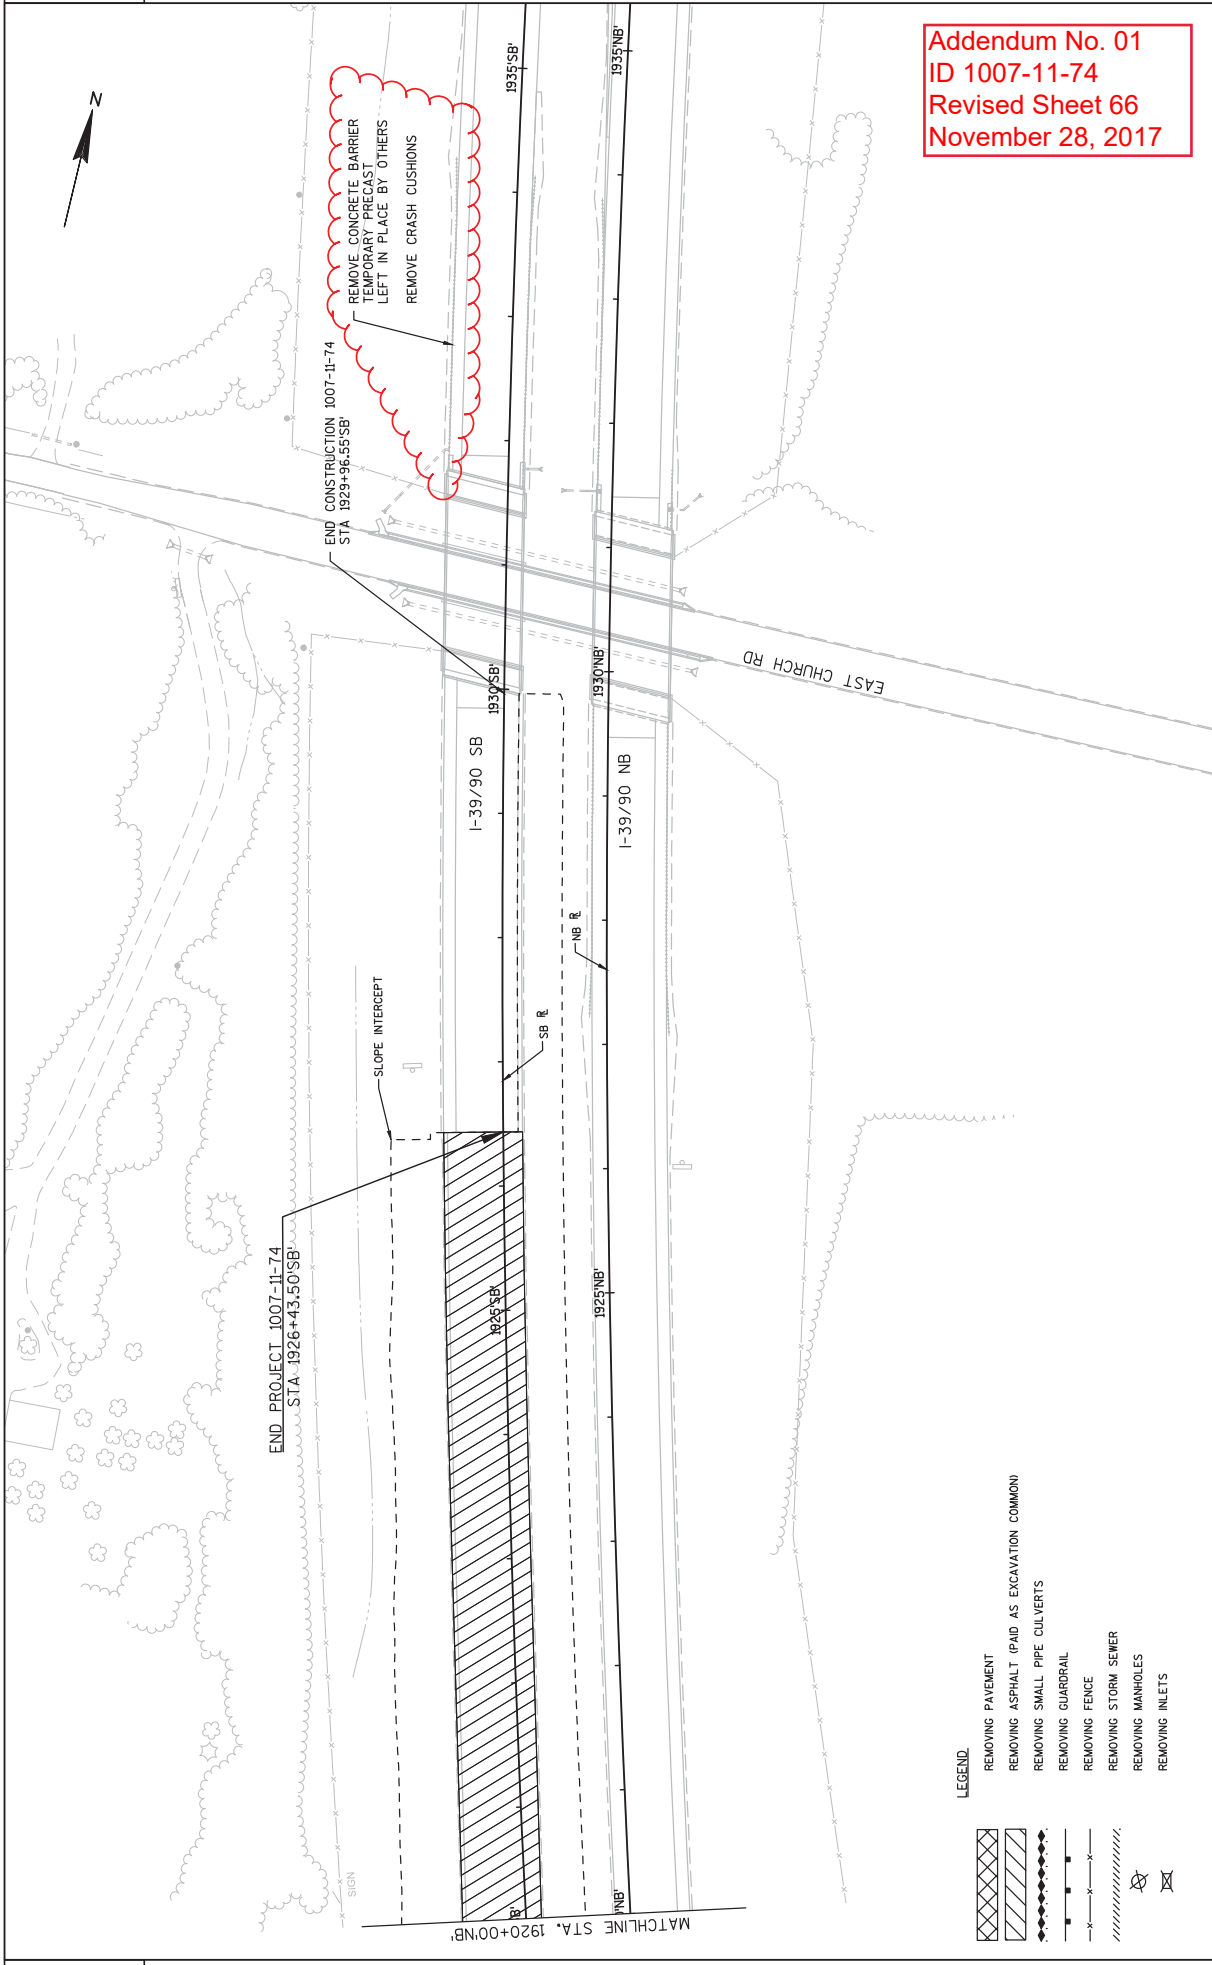 Addendum No. 01
ID 1007-11-74
Revised Sheet 66
November 28, 2017
N
REMOVE CONCRETE BARRIER
TEMPORARY PRECAST
LEFT IN PLACE BY OTHERS
REMOVE CRASH CUSHIONS
1935'SB'
1935'NB'
END CONSTRUCTION 1007-11-74
STA 1929+96.55'SB'
EAST CHURCH RD
1930'SB'
1930'NB'
I-39/90 SB
I-39/90 NB
NB R
SB R
SLOPE INTERCEPT
END PROJECT 1007-11-74
STA 1926+43.50'SB'
1925'SB'
1925'NB'
SIGN
B'
'NB'
MATCHLINE STA. 1920+00'NB'
LEGEND
REMOVING PAVEMENT
REMOVING ASPHALT (PAID AS EXCAVATION COMMON)
REMOVING SMALL PIPE CULVERTS
REMOVING GUARDRAIL
REMOVING FENCE
REMOVING STORM SEWER
REMOVING MANHOLES
REMOVING INLETS